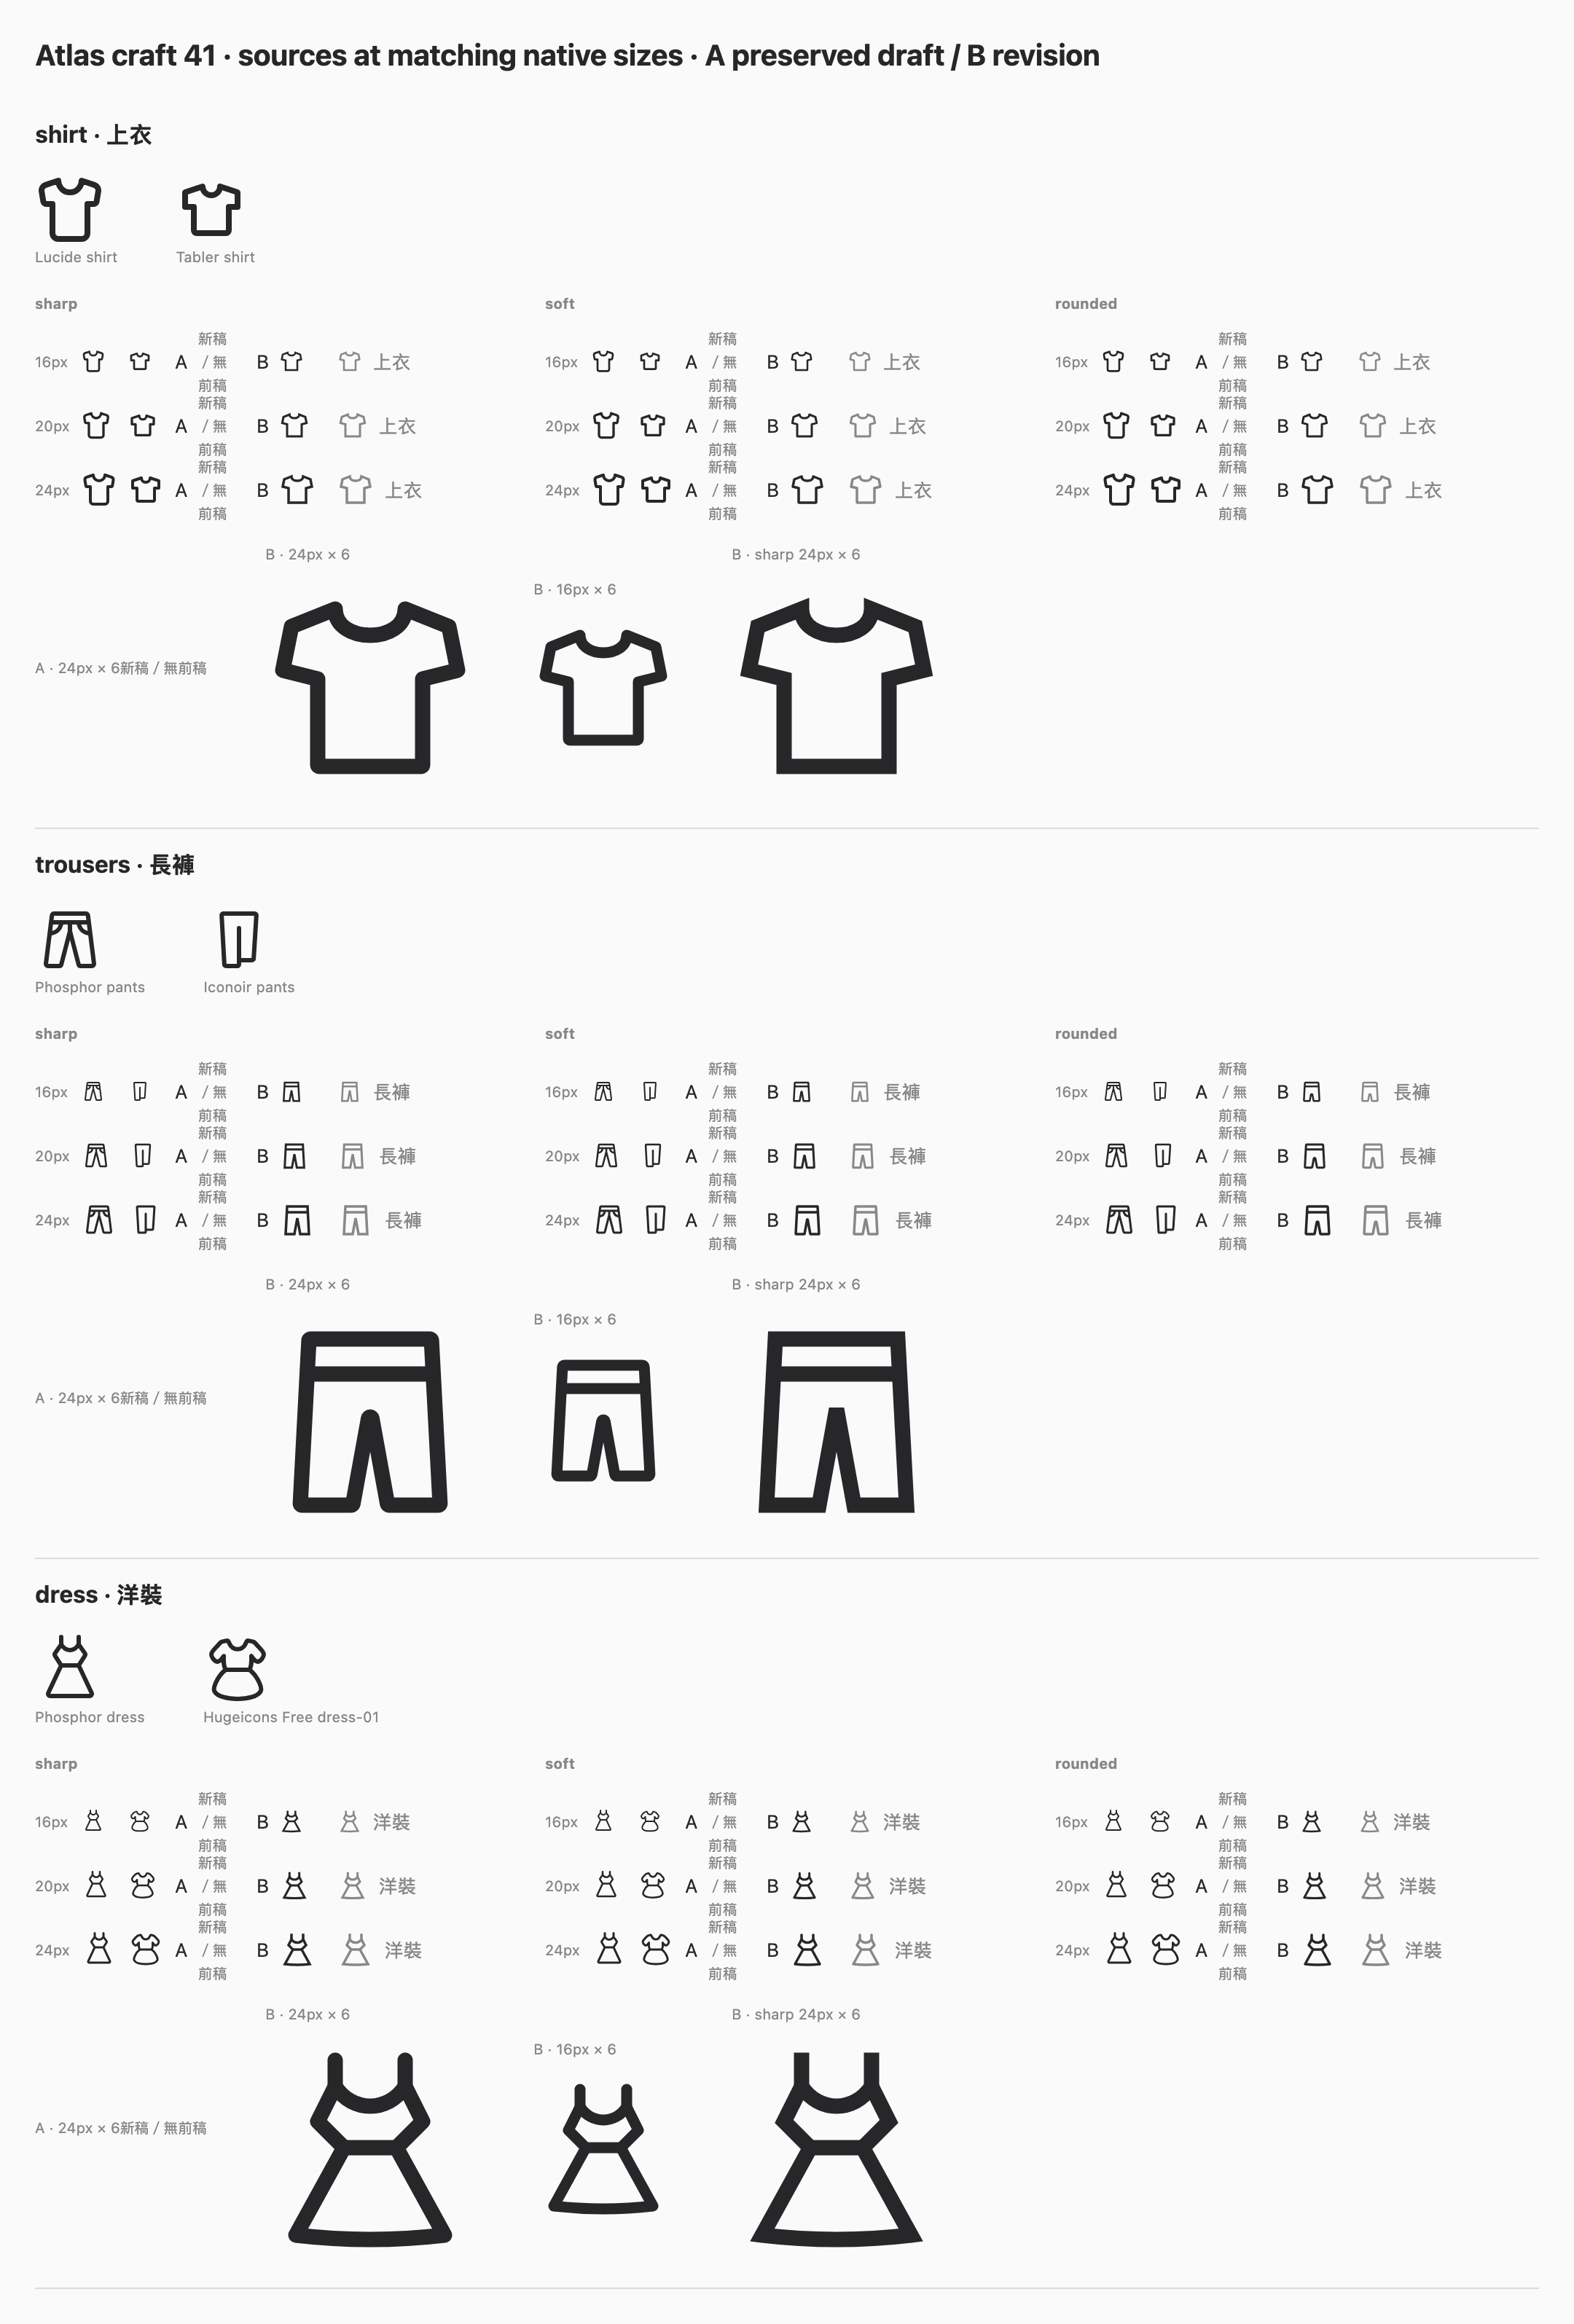 Atlas craft 41 · sources at matching native sizes · A preserved draft / B revision
shirt · 上衣
Lucide shirt
Tabler shirt
sharp
16px A 新稿 / 無前稿 B 上衣
20px A 新稿 / 無前稿 B 上衣
24px A 新稿 / 無前稿 B 上衣
soft
16px A 新稿 / 無前稿 B 上衣
20px A 新稿 / 無前稿 B 上衣
24px A 新稿 / 無前稿 B 上衣
rounded
16px A 新稿 / 無前稿 B 上衣
20px A 新稿 / 無前稿 B 上衣
24px A 新稿 / 無前稿 B 上衣
A · 24px × 6新稿 / 無前稿
B · 24px × 6
B · 16px × 6
B · sharp 24px × 6
trousers · 長褲
Phosphor pants
Iconoir pants
sharp
16px A 新稿 / 無前稿 B 長褲
20px A 新稿 / 無前稿 B 長褲
24px A 新稿 / 無前稿 B 長褲
soft
16px A 新稿 / 無前稿 B 長褲
20px A 新稿 / 無前稿 B 長褲
24px A 新稿 / 無前稿 B 長褲
rounded
16px A 新稿 / 無前稿 B 長褲
20px A 新稿 / 無前稿 B 長褲
24px A 新稿 / 無前稿 B 長褲
A · 24px × 6新稿 / 無前稿
B · 24px × 6
B · 16px × 6
B · sharp 24px × 6
dress · 洋裝
Phosphor dress
Hugeicons Free dress-01
sharp
16px A 新稿 / 無前稿 B 洋裝
20px A 新稿 / 無前稿 B 洋裝
24px A 新稿 / 無前稿 B 洋裝
soft
16px A 新稿 / 無前稿 B 洋裝
20px A 新稿 / 無前稿 B 洋裝
24px A 新稿 / 無前稿 B 洋裝
rounded
16px A 新稿 / 無前稿 B 洋裝
20px A 新稿 / 無前稿 B 洋裝
24px A 新稿 / 無前稿 B 洋裝
A · 24px × 6新稿 / 無前稿
B · 24px × 6
B · 16px × 6
B · sharp 24px × 6